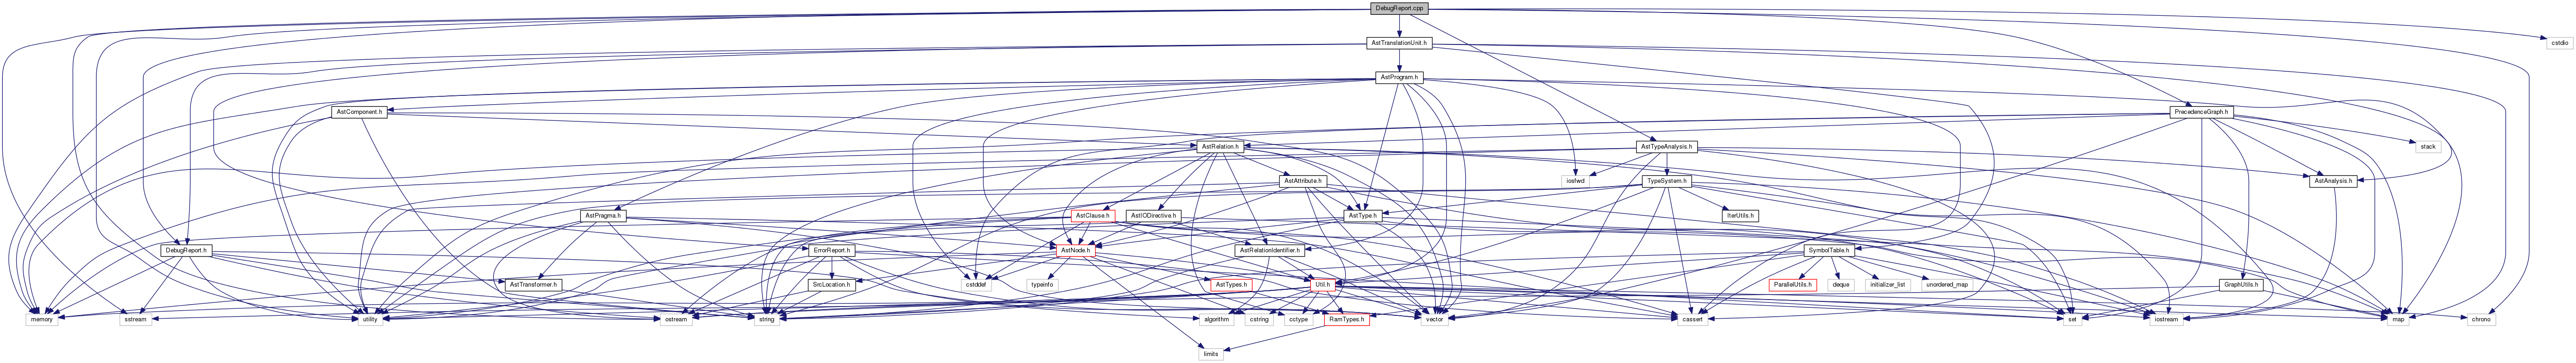 DebugReport.cpp
AstTranslationUnit.h
cstdio
AstProgram.h
AstComponent.h
PrecedenceGraph.h
AstRelation.h
AstTypeAnalysis.h
stack
AstAttribute.h
iosfwd
TypeSystem.h
AstAnalysis.h
AstPragma.h
AstClause.h
AstIODirective.h
AstType.h
IterUtils.h
DebugReport.h
ErrorReport.h
AstNode.h
AstRelationIdentifier.h
SymbolTable.h
AstTransformer.h
SrcLocation.h
cstddef
typeinfo
AstTypes.h
Util.h
ParallelUtils.h
deque
initializer_list
unordered_map
GraphUtils.h
memory
sstream
utility
ostream
string
algorithm
cstring
cctype
RamTypes.h
vector
cassert
set
iostream
map
chrono
limits